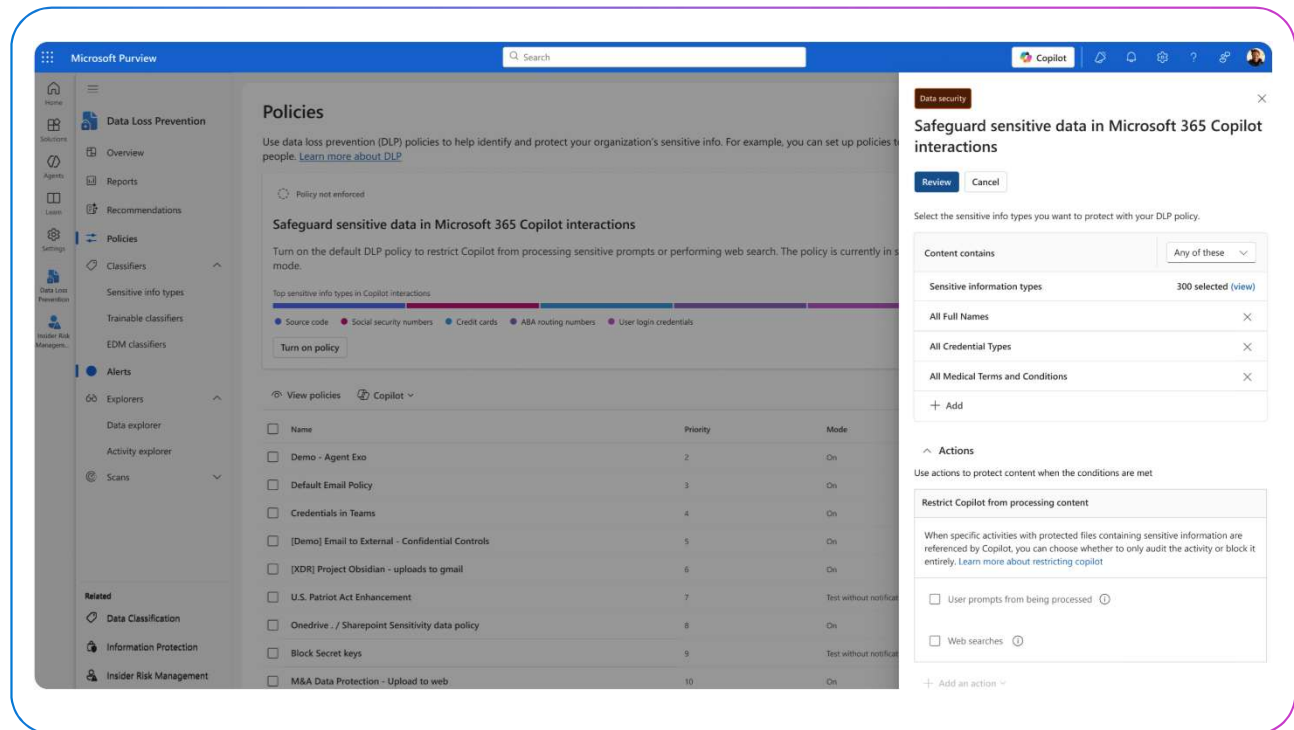 Microsoft Purview
Search
Copilot
?
Home
Solutions
Agents
Learn
Settings
Data Loss
Prevention
Insider Risk
Managem...
Data Loss Prevention
Overview
Reports
Recommendations
Policies
Classifiers
Sensitive info types
Trainable classifiers
EDM classifiers
Alerts
Explorers
Data explorer
Activity explorer
Scans
Related
Data Classification
Information Protection
Insider Risk Management
Policies
Use data loss prevention (DLP) policies to help identify and protect your organization's sensitive info. For example, you can set up policies t
people. Learn more about DLP
Policy not enforced
Safeguard sensitive data in Microsoft 365 Copilot interactions
Turn on the default DLP policy to restrict Copilot from processing sensitive prompts or performing web search. The policy is currently in s
mode.
Top sensitive info types in Copilot interactions
Source code Social security numbers Credit cards ABA routing numbers User login credentials
Turn on policy
View policies Copilot
Name Priority Mode
Demo - Agent Exo 2 On
Default Email Policy 3 On
Credentials in Teams 4 On
[Demo] Email to External - Confidential Controls 5 On
[XDR] Project Obsidian - uploads to gmail 6 On
U.S. Patriot Act Enhancement 7 Test without notificat
Onedrive . / Sharepoint Sensitivity data policy 8 On
Block Secret keys 9 Test without notificat
M&A Data Protection - Upload to web 10 On
Data security
Safeguard sensitive data in Microsoft 365 Copilot
interactions
Review Cancel
Select the sensitive info types you want to protect with your DLP policy.
Content contains Any of these
Sensitive information types 300 selected (view)
All Full Names
All Credential Types
All Medical Terms and Conditions
+ Add
Actions
Use actions to protect content when the conditions are met
Restrict Copilot from processing content
When specific activities with protected files containing sensitive information are
referenced by Copilot, you can choose whether to only audit the activity or block it
entirely. Learn more about restricting copilot
User prompts from being processed
Web searches
+ Add an action